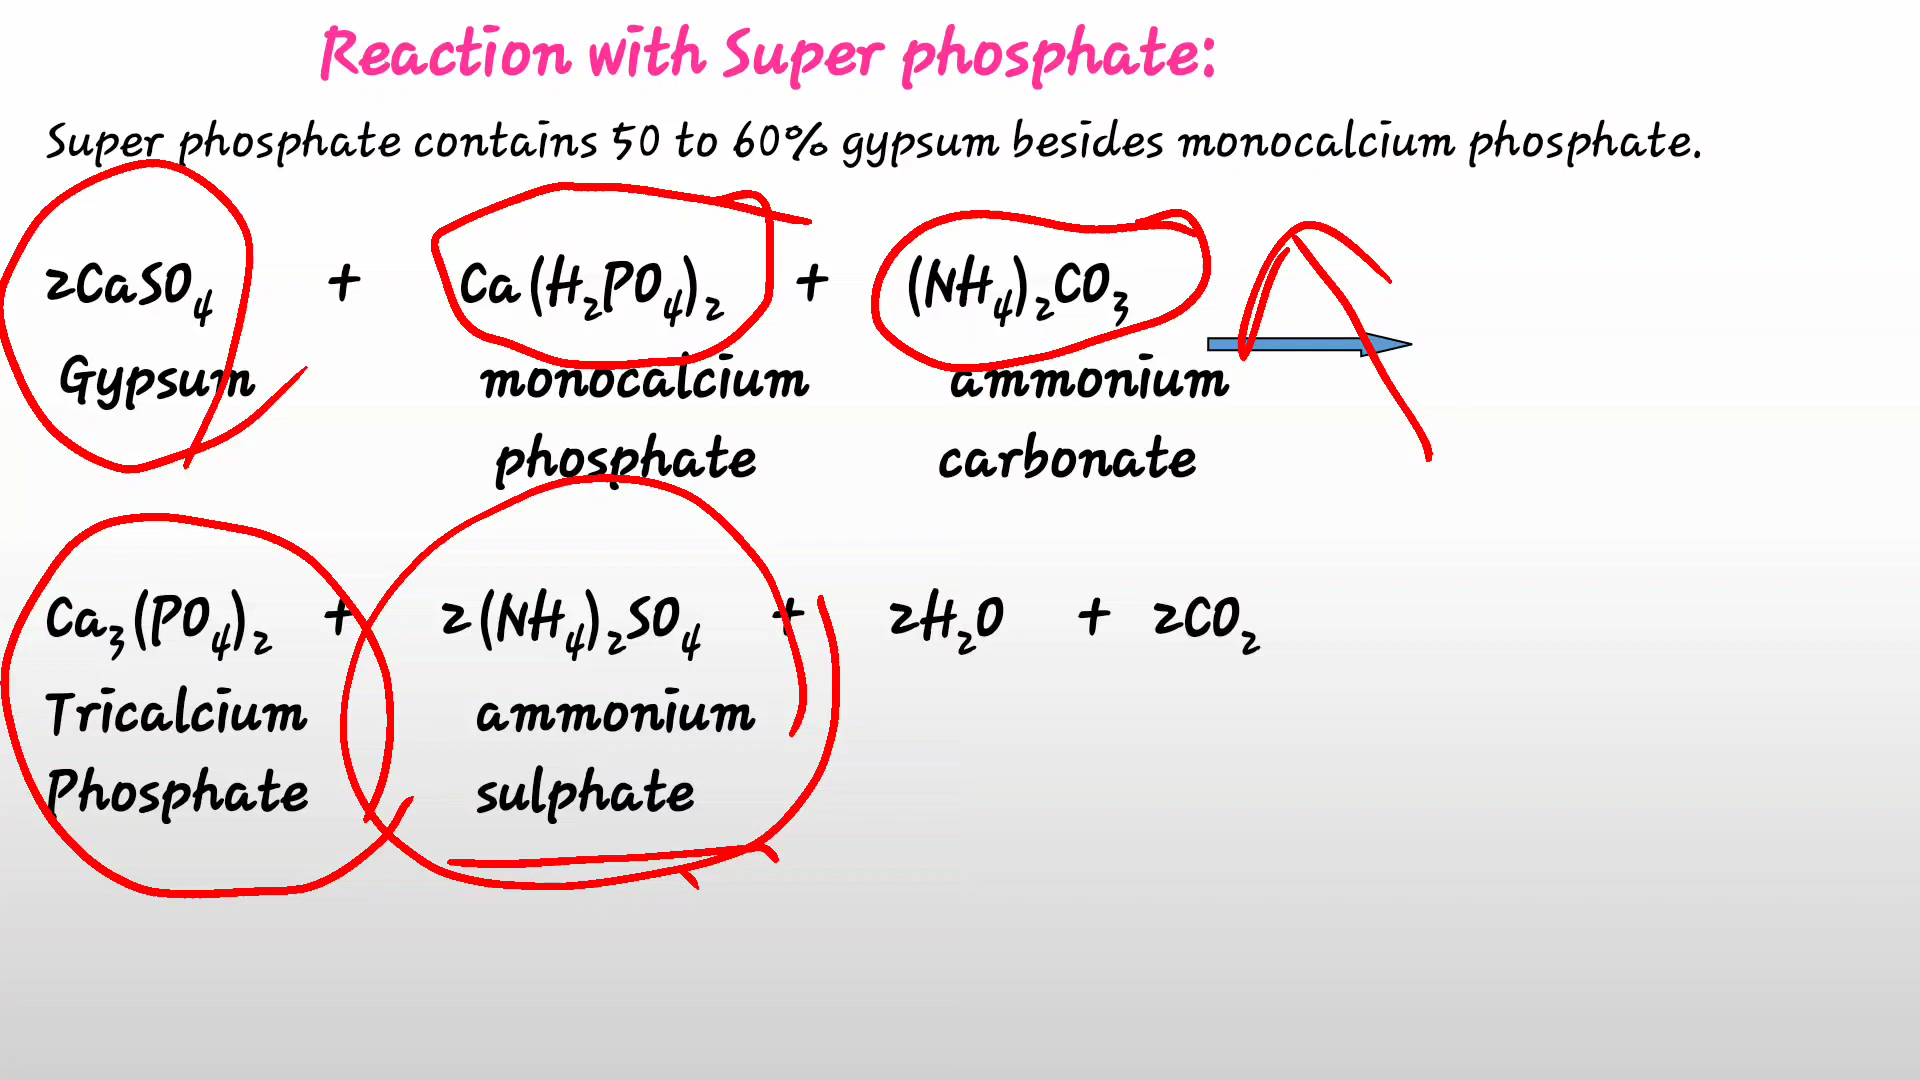 Reaction with Super phosphate:
Super phosphate contains 50 to 60% gypsum besides monocalcium phosphate.
2CaSO₄ + Ca(H₂PO₄)₂ + (NH₄)₂CO₃
Gypsum monocalcium ammonium
phosphate carbonate
Ca₃(PO₄)₂ + 2(NH₄)₂SO₄ + 2H₂O + 2CO₂
Tricalcium ammonium
Phosphate sulphate